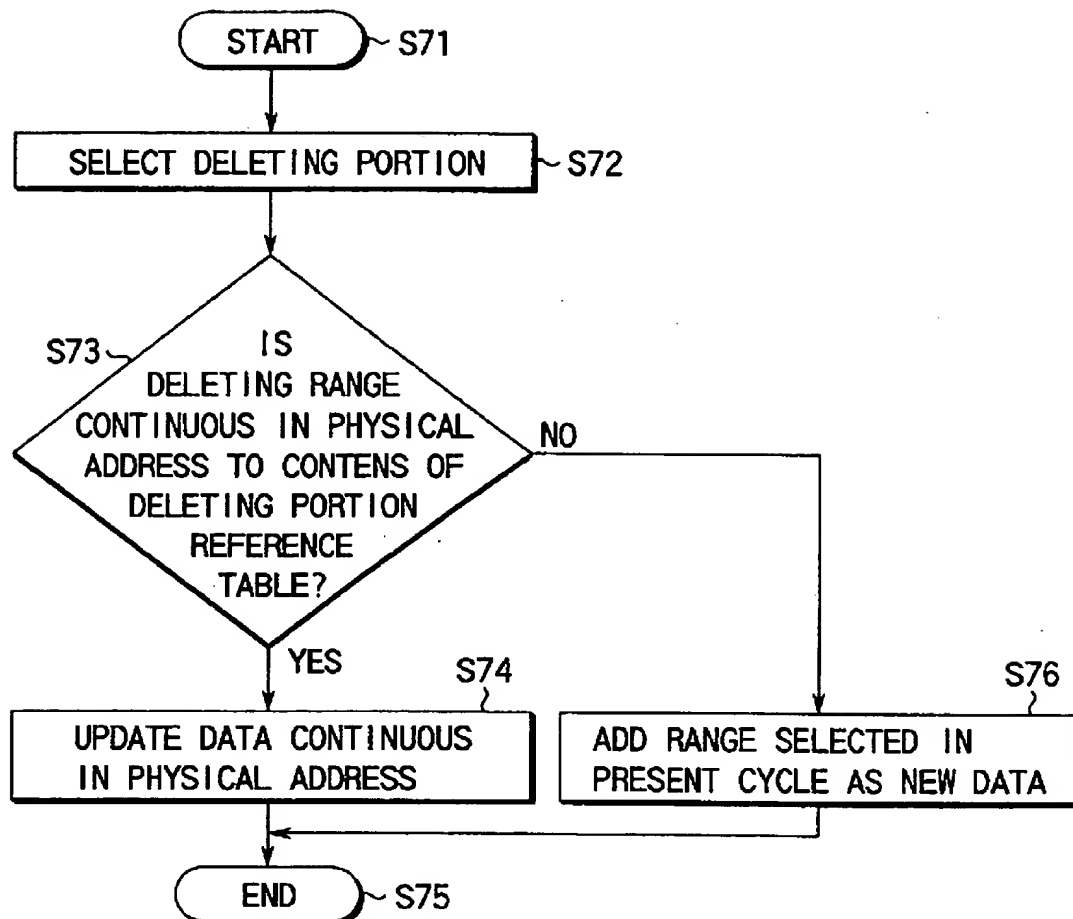 START
S71
SELECT DELETING PORTION
S72
S73
IS
DELETING RANGE
CONTINUOUS IN PHYSICAL
ADDRESS TO CONTENS OF
DELETING PORTION
REFERENCE
TABLE?
NO
YES
S74
UPDATE DATA CONTINUOUS
IN PHYSICAL ADDRESS
S76
ADD RANGE SELECTED IN
PRESENT CYCLE AS NEW DATA
END
S75